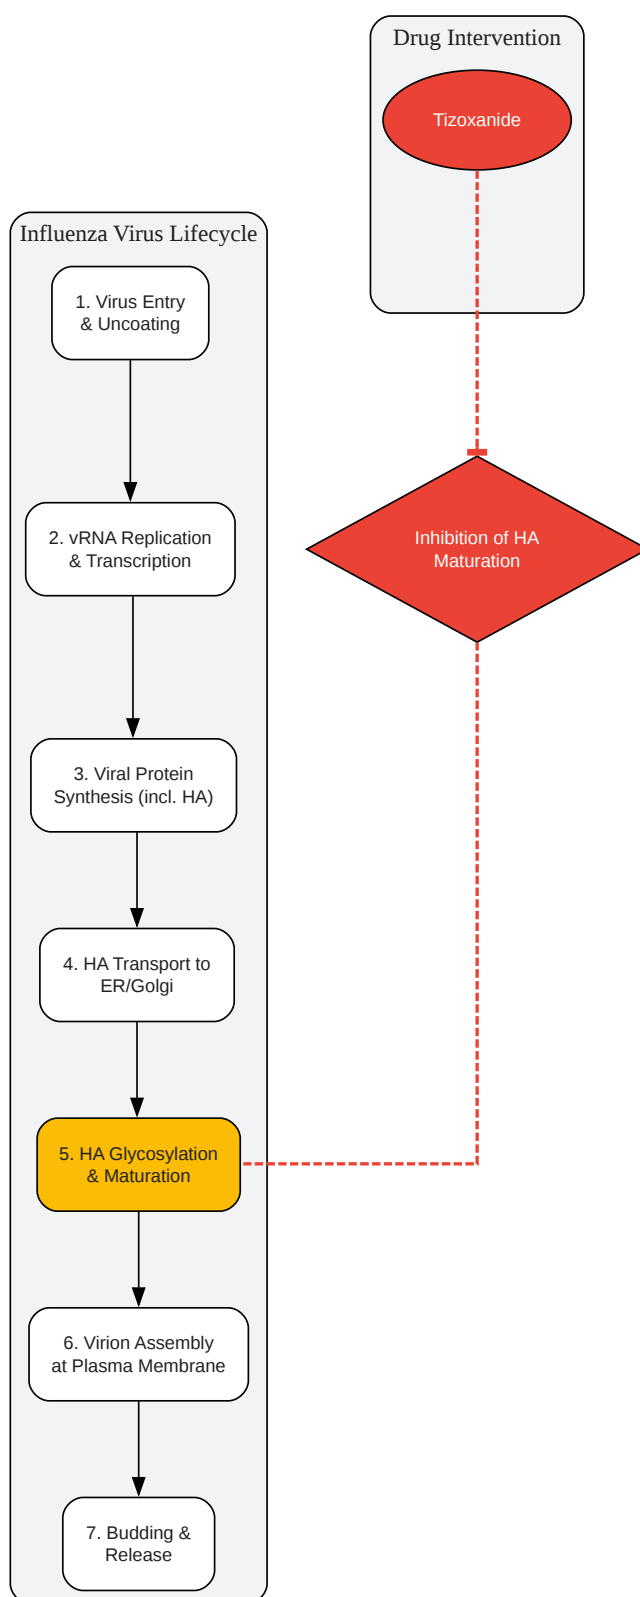 Drug Intervention
Tizoxanide
Influenza Virus Lifecycle
1. Virus Entry
& Uncoating
2. vRNA Replication
& Transcription
Inhibition of HA
Maturation
3. Viral Protein
Synthesis (incl. HA)
4. HA Transport to
ER/Golgi
5. HA Glycosylation
& Maturation
6. Virion Assembly
at Plasma Membrane
7. Budding &
Release